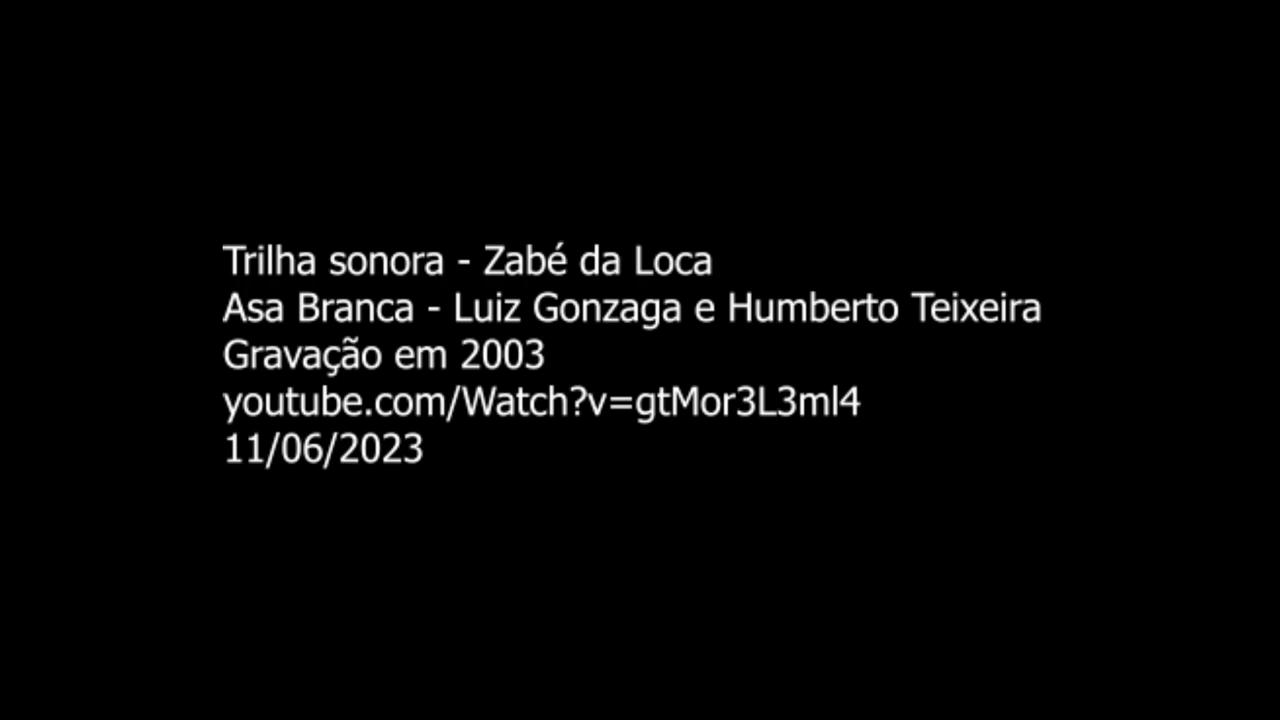 Trilha sonora - Zabé da Loca
Asa Branca - Luiz Gonzaga e Humberto Teixeira
Gravação em 2003
youtube.com/Watch?v=gtMor3L3ml4
11/06/2023